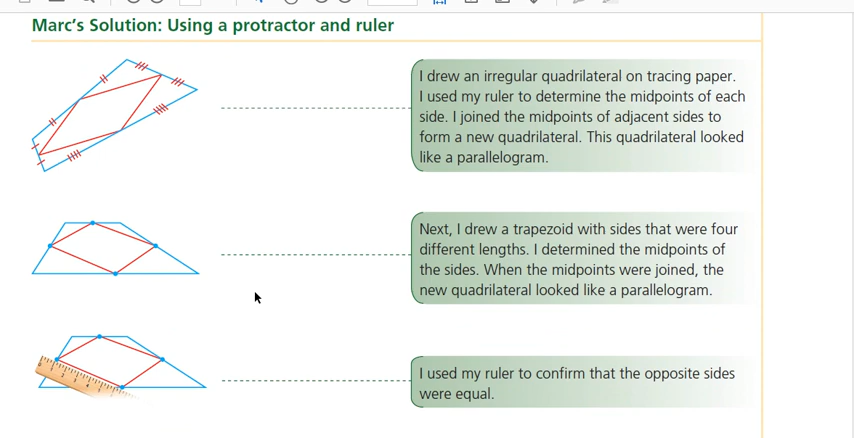 Marc's Solution: Using a protractor and ruler
I drew an irregular quadrilateral on tracing paper.
I used my ruler to determine the midpoints of each
side. I joined the midpoints of adjacent sides to
form a new quadrilateral. This quadrilateral looked
like a parallelogram.
Next, I drew a trapezoid with sides that were four
different lengths. I determined the midpoints of
the sides. When the midpoints were joined, the
new quadrilateral looked like a parallelogram.
I used my ruler to confirm that the opposite sides
were equal.